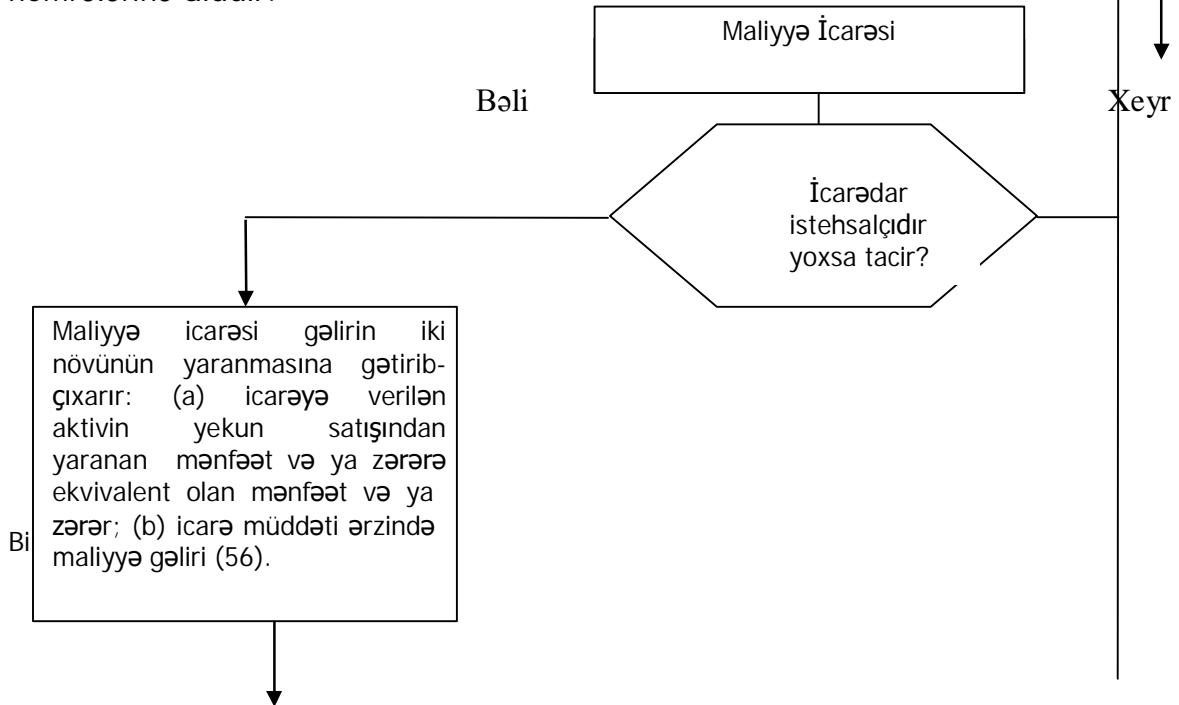 Maliyyə İcarəsi
Bəli
Xeyr
İcarədar
istehsalçıdır
yoxsa tacir?
Maliyyə icarəsi gəlirin iki
növünün yaranmasına gətirib-
çıxarır: (a) icarəyə verilən
aktivin yekun satışından
yaranan mənfəət və ya zərərə
ekvivalent olan mənfəət və ya
zərər; (b) icarə müddəti ərzində
maliyyə gəliri (56).
Bi